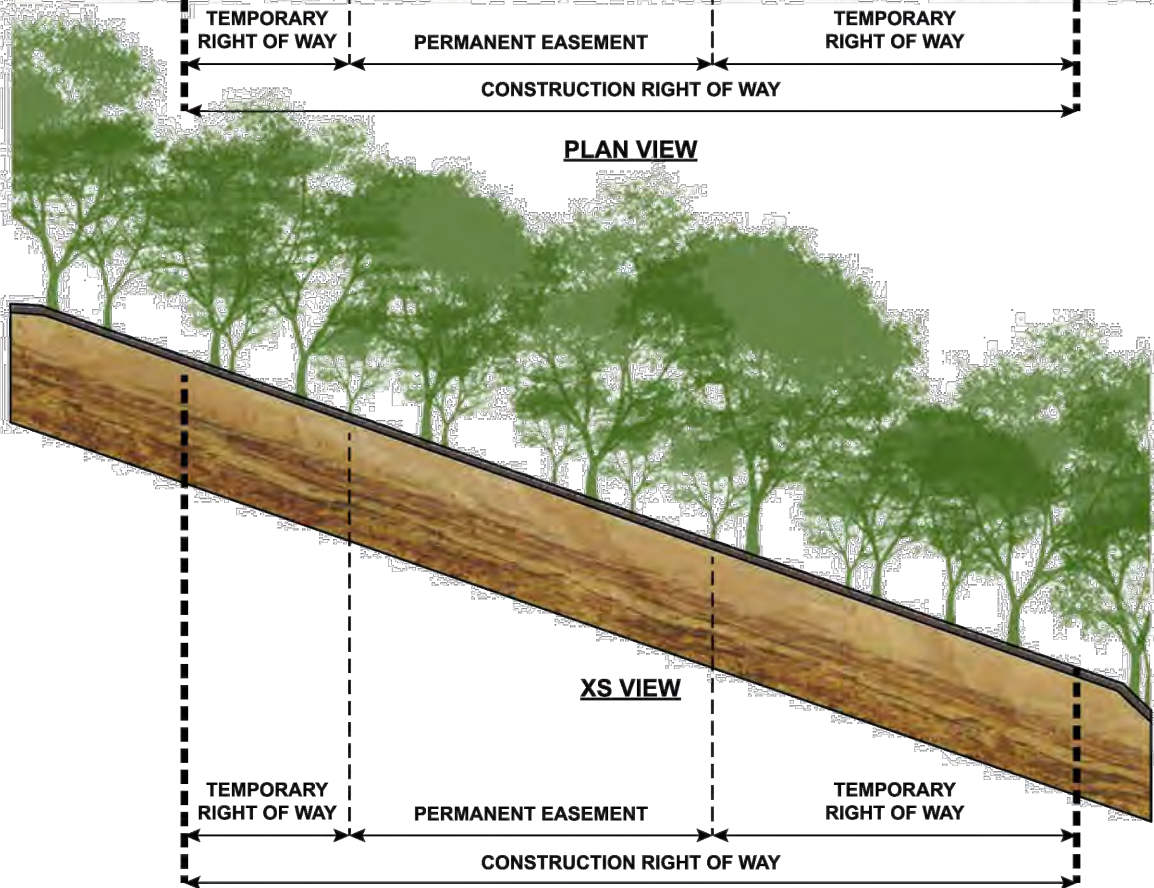 TEMPORARY
RIGHT OF WAY
PERMANENT EASEMENT
TEMPORARY
RIGHT OF WAY
CONSTRUCTION RIGHT OF WAY
PLAN VIEW
XS VIEW
TEMPORARY
RIGHT OF WAY
PERMANENT EASEMENT
TEMPORARY
RIGHT OF WAY
CONSTRUCTION RIGHT OF WAY